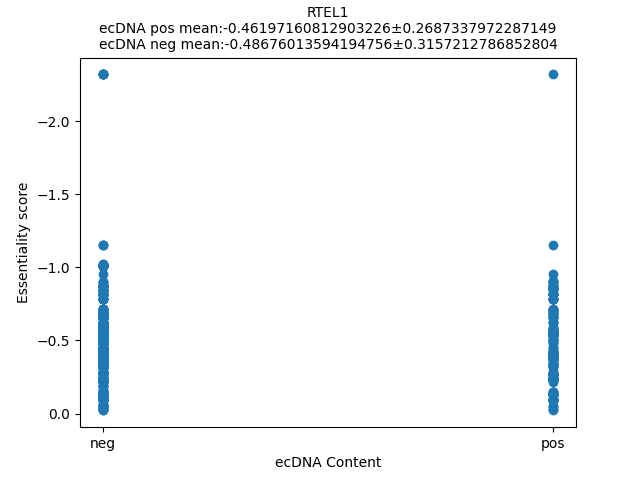 RTEL1
ecDNA pos mean:-0.46197160812903226±0.2687337972287149
ecDNA neg mean:-0.48676013594194756±0.3157212786852804
−2.0
−1.5
−1.0
−0.5
0.0
Essentiality score
neg
pos
ecDNA Content